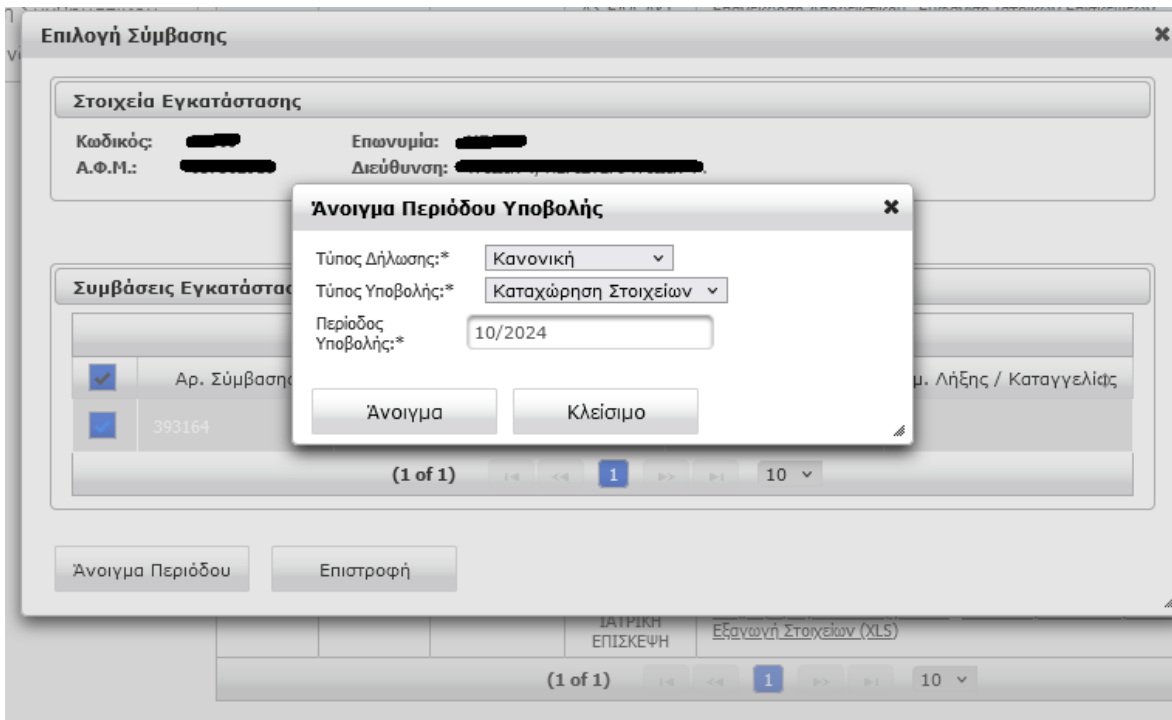 Επιλογή Σύμβασης
Στοιχεία Εγκατάστασης
Κωδικός: Επωνυμία:
Α.Φ.Μ.: Διεύθυνση:
Άνοιγμα Περιόδου Υποβολής
Τύπος Δήλωσης:* Κανονική
Τύπος Υποβολής:* Καταχώρηση Στοιχείων
Περίοδος
Υποβολής:* 10/2024
Άνοιγμα Κλείσιμο
Συμβάσεις
Αρ. Λήξης / Καταγγελίας
393164
(1 of 1) 1 10
Άνοιγμα Περιόδου Επιστροφή
ΙΑΤΡΙΚΗ
ΕΠΙΣΚΕΨΗ Εξαγωγή Στοιχείων (XLS)
(1 of 1) 1 10